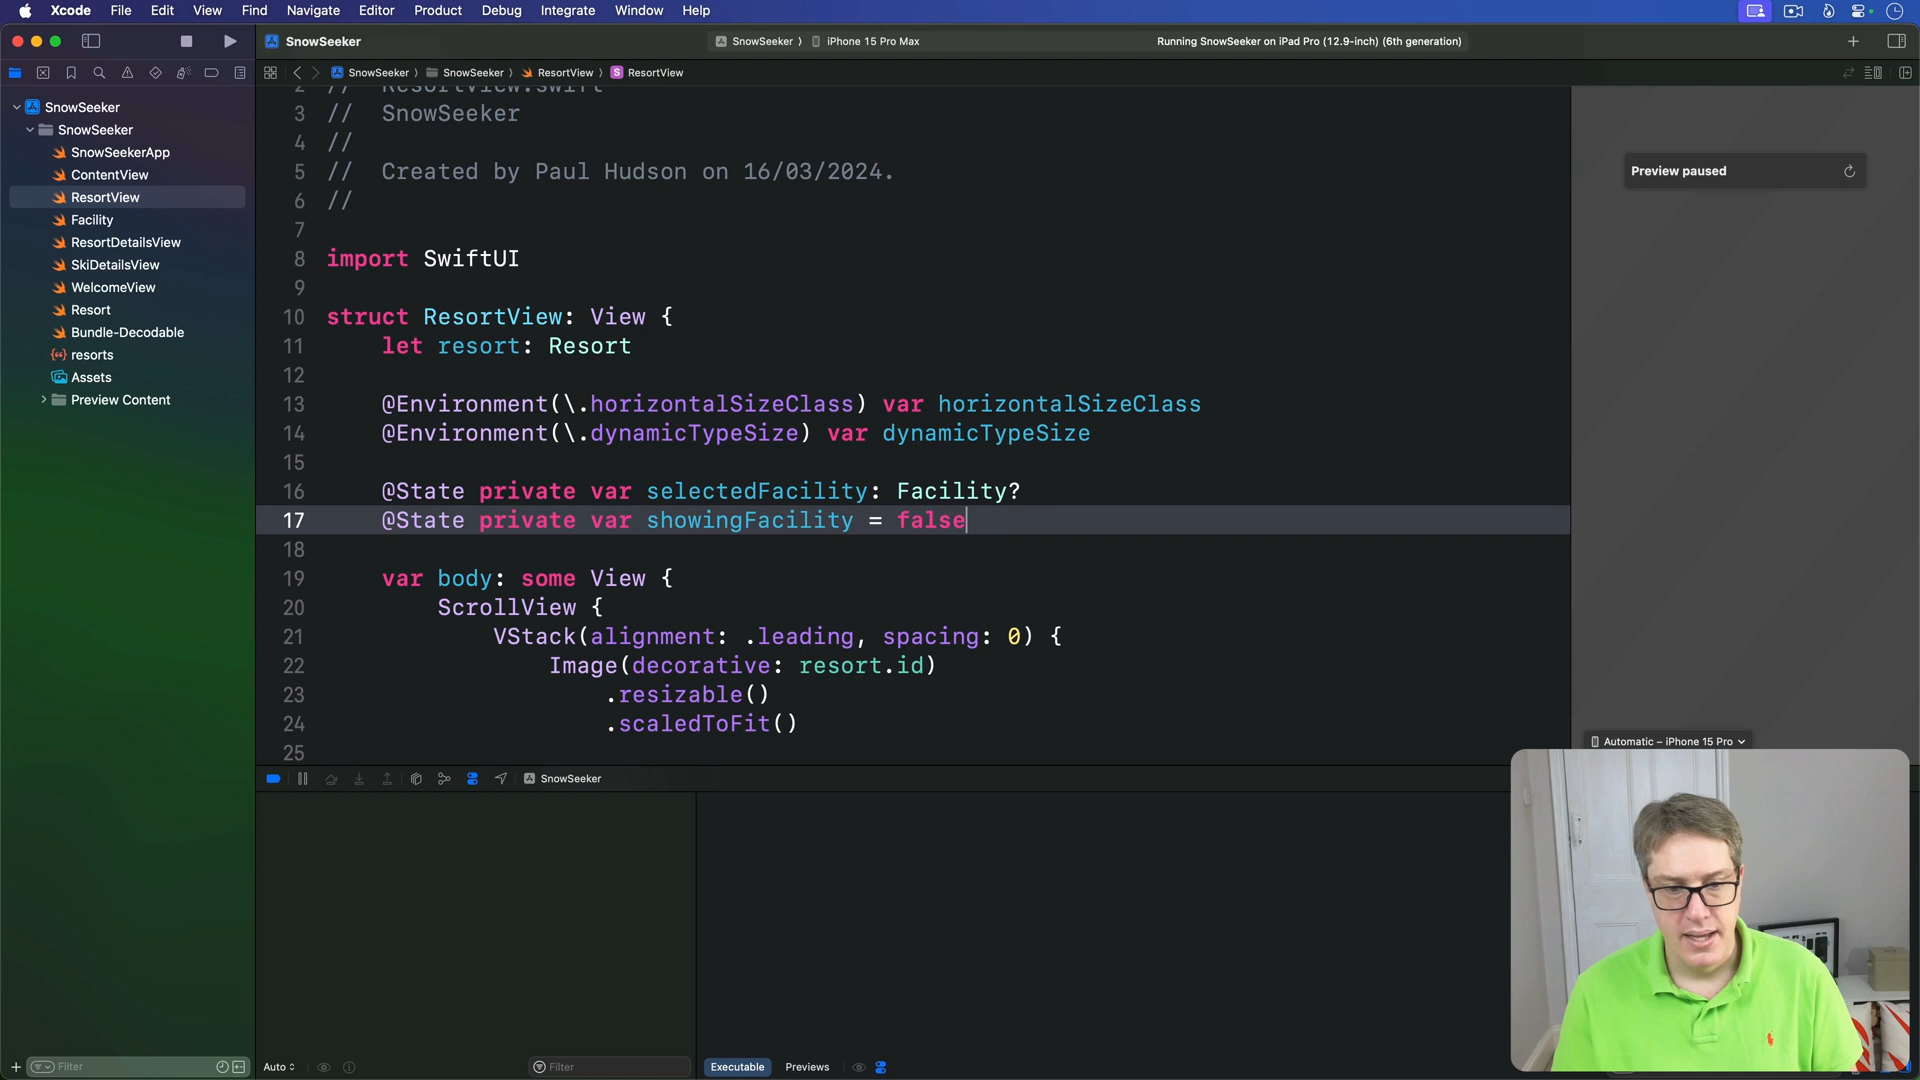 Xcode File Edit View Find Navigate Editor Product Debug Integrate Window Help
SnowSeeker
SnowSeeker
iPhone 15 Pro Max
Running SnowSeeker on iPad Pro (12.9-inch) (6th generation)
SnowSeeker
SnowSeeker
ResortView
S ResortView
SnowSeeker
SnowSeeker
SnowSeekerApp
ContentView
ResortView
Facility
ResortDetailsView
SkiDetailsView
WelcomeView
Resort
Bundle-Decodable
resorts
Assets
Preview Content
2 // ResortView.swift
3 // SnowSeeker
4 //
5 // Created by Paul Hudson on 16/03/2024.
6 //
7
8 import SwiftUI
9
10 struct ResortView: View {
11 let resort: Resort
12
13 @Environment(\.horizontalSizeClass) var horizontalSizeClass
14 @Environment(\.dynamicTypeSize) var dynamicTypeSize
15
16 @State private var selectedFacility: Facility?
17 @State private var showingFacility = false
18
19 var body: some View {
20 ScrollView {
21 VStack(alignment: .leading, spacing: 0) {
22 Image(decorative: resort.id)
23 .resizable()
24 .scaledToFit()
25
Preview paused
Automatic – iPhone 15 Pro
SnowSeeker
Filter
Auto
Filter
Executable
Previews